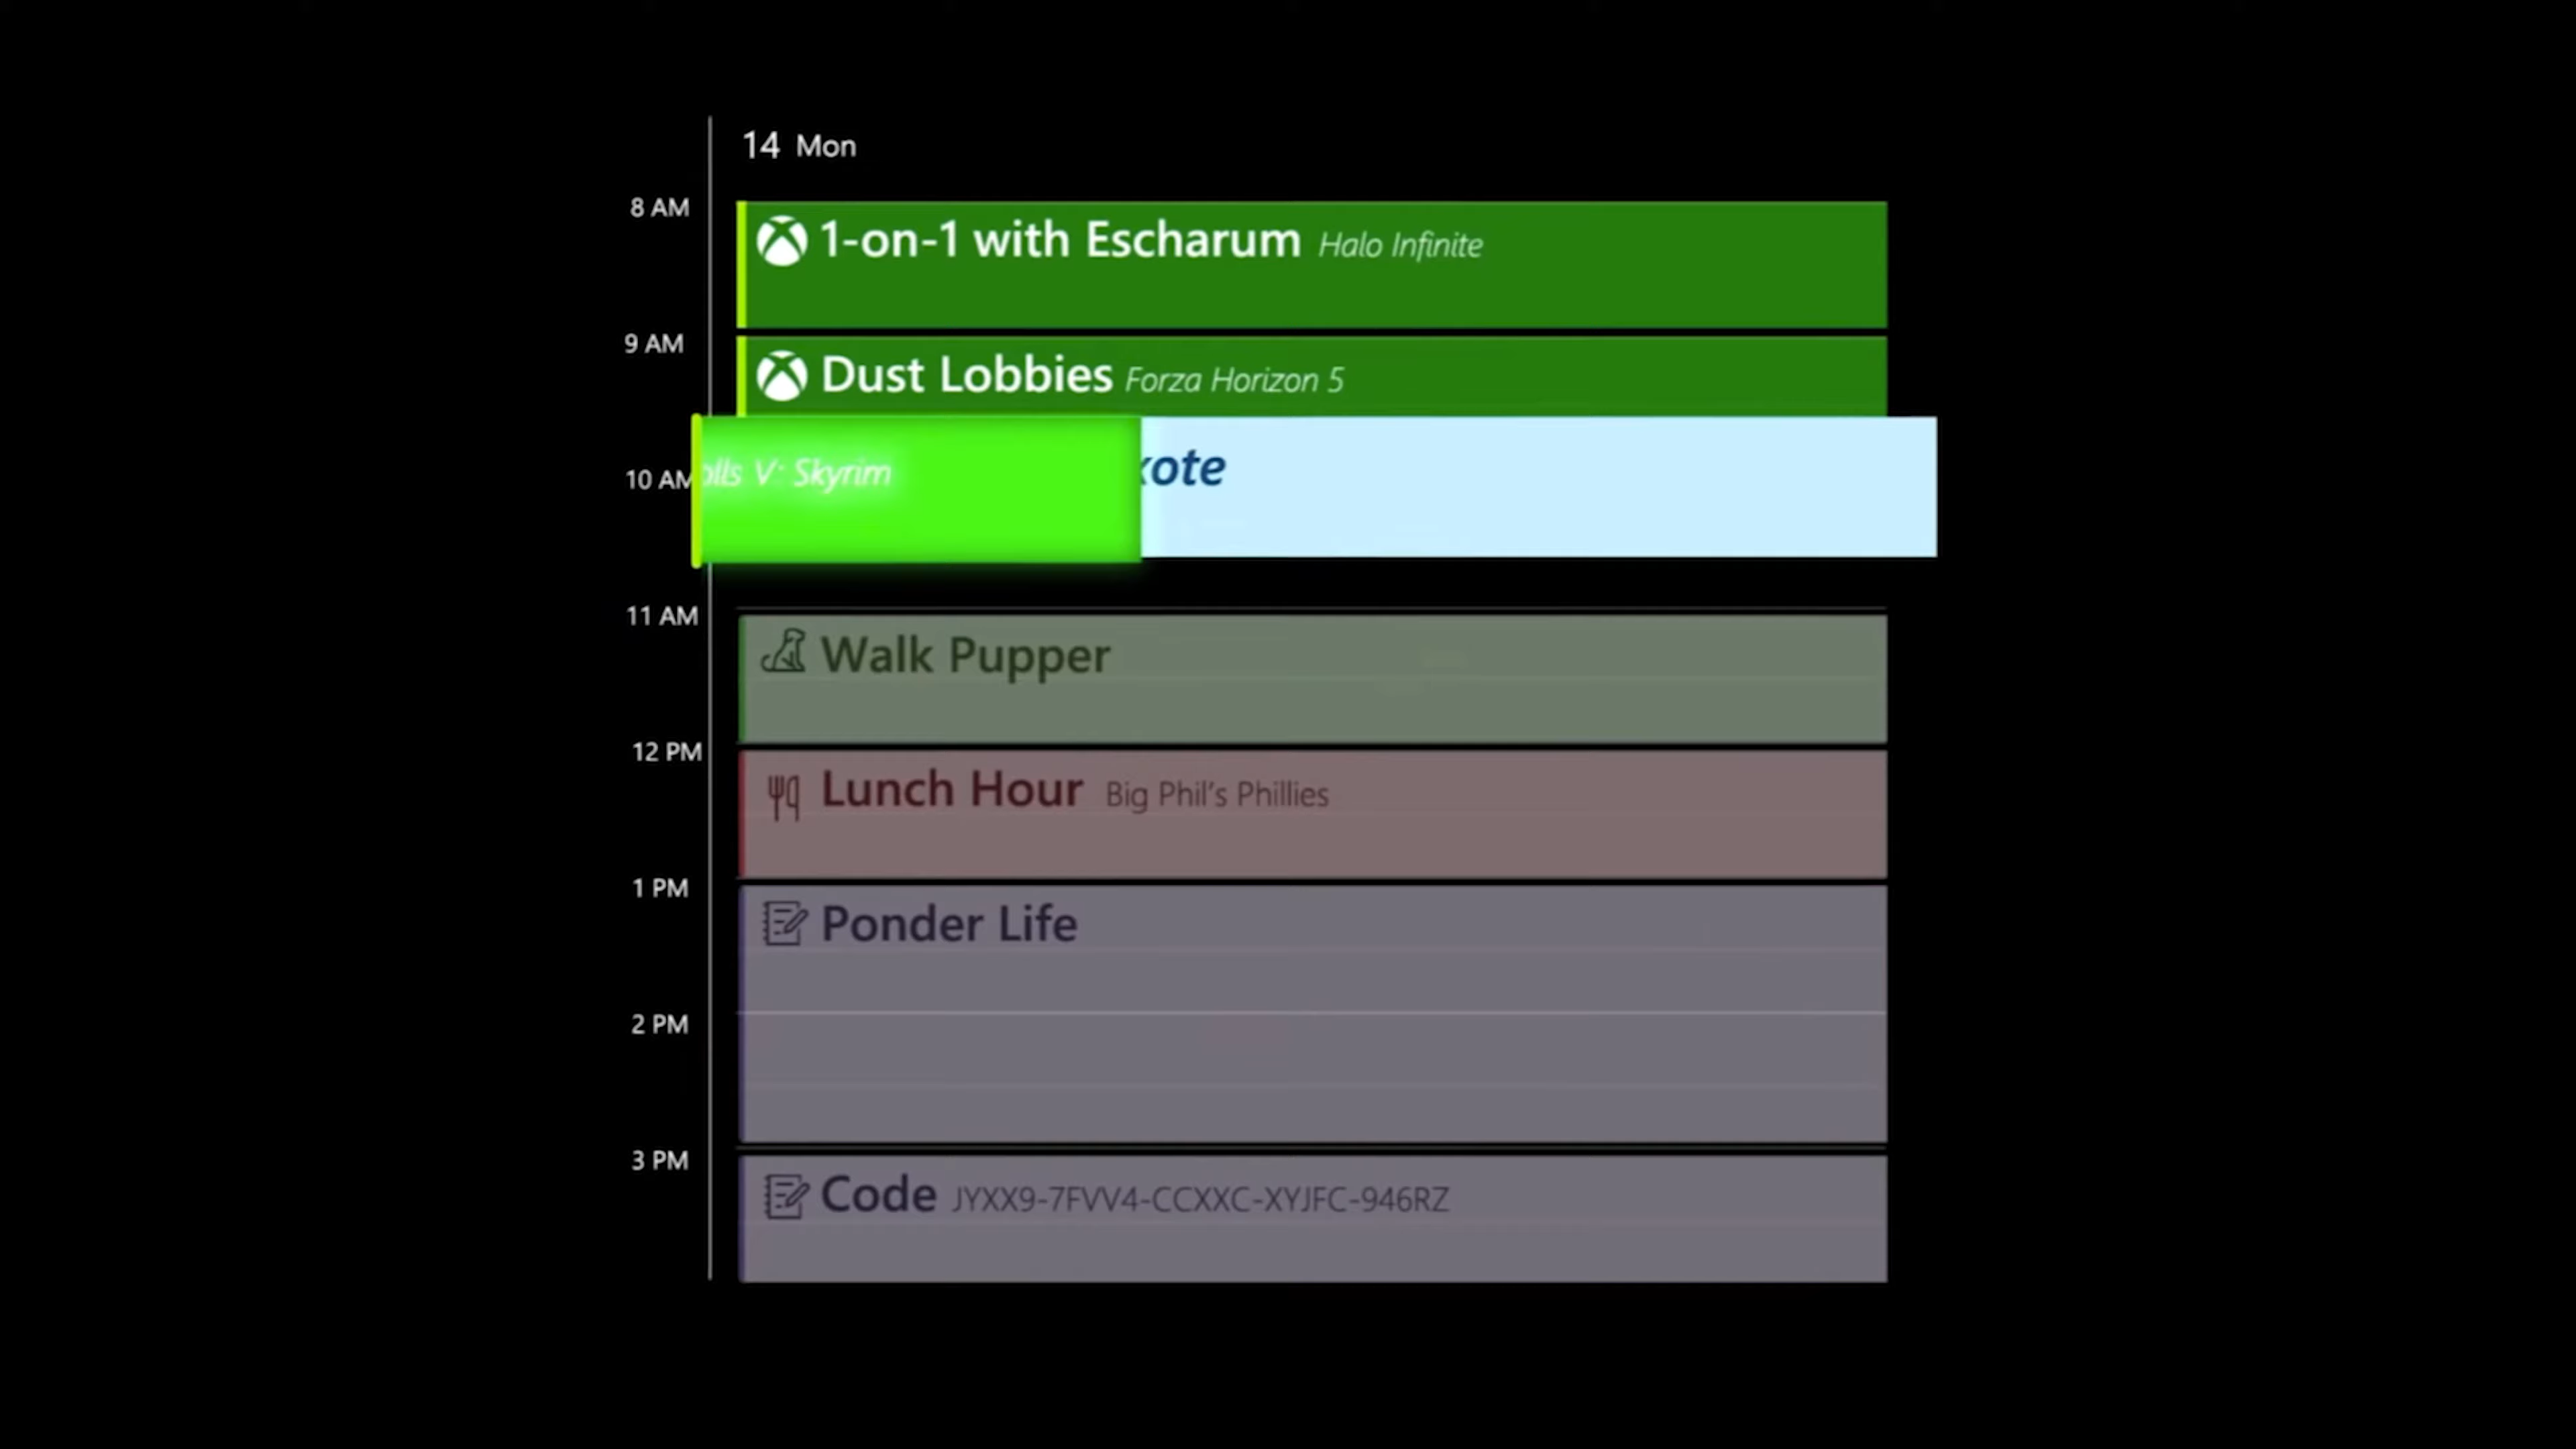 14 Mon
8 AM
1-on-1 with Escharum Halo Infinite
9 AM
Dust Lobbies Forza Horizon 5
10 AM
V: Skyrim
11 AM
Walk Pupper
12 PM
Lunch Hour Big Phil's Phillies
1 PM
Ponder Life
2 PM
3 PM
Code JYXX9-7FVV4-CCXXC-XYJFC-946RZ